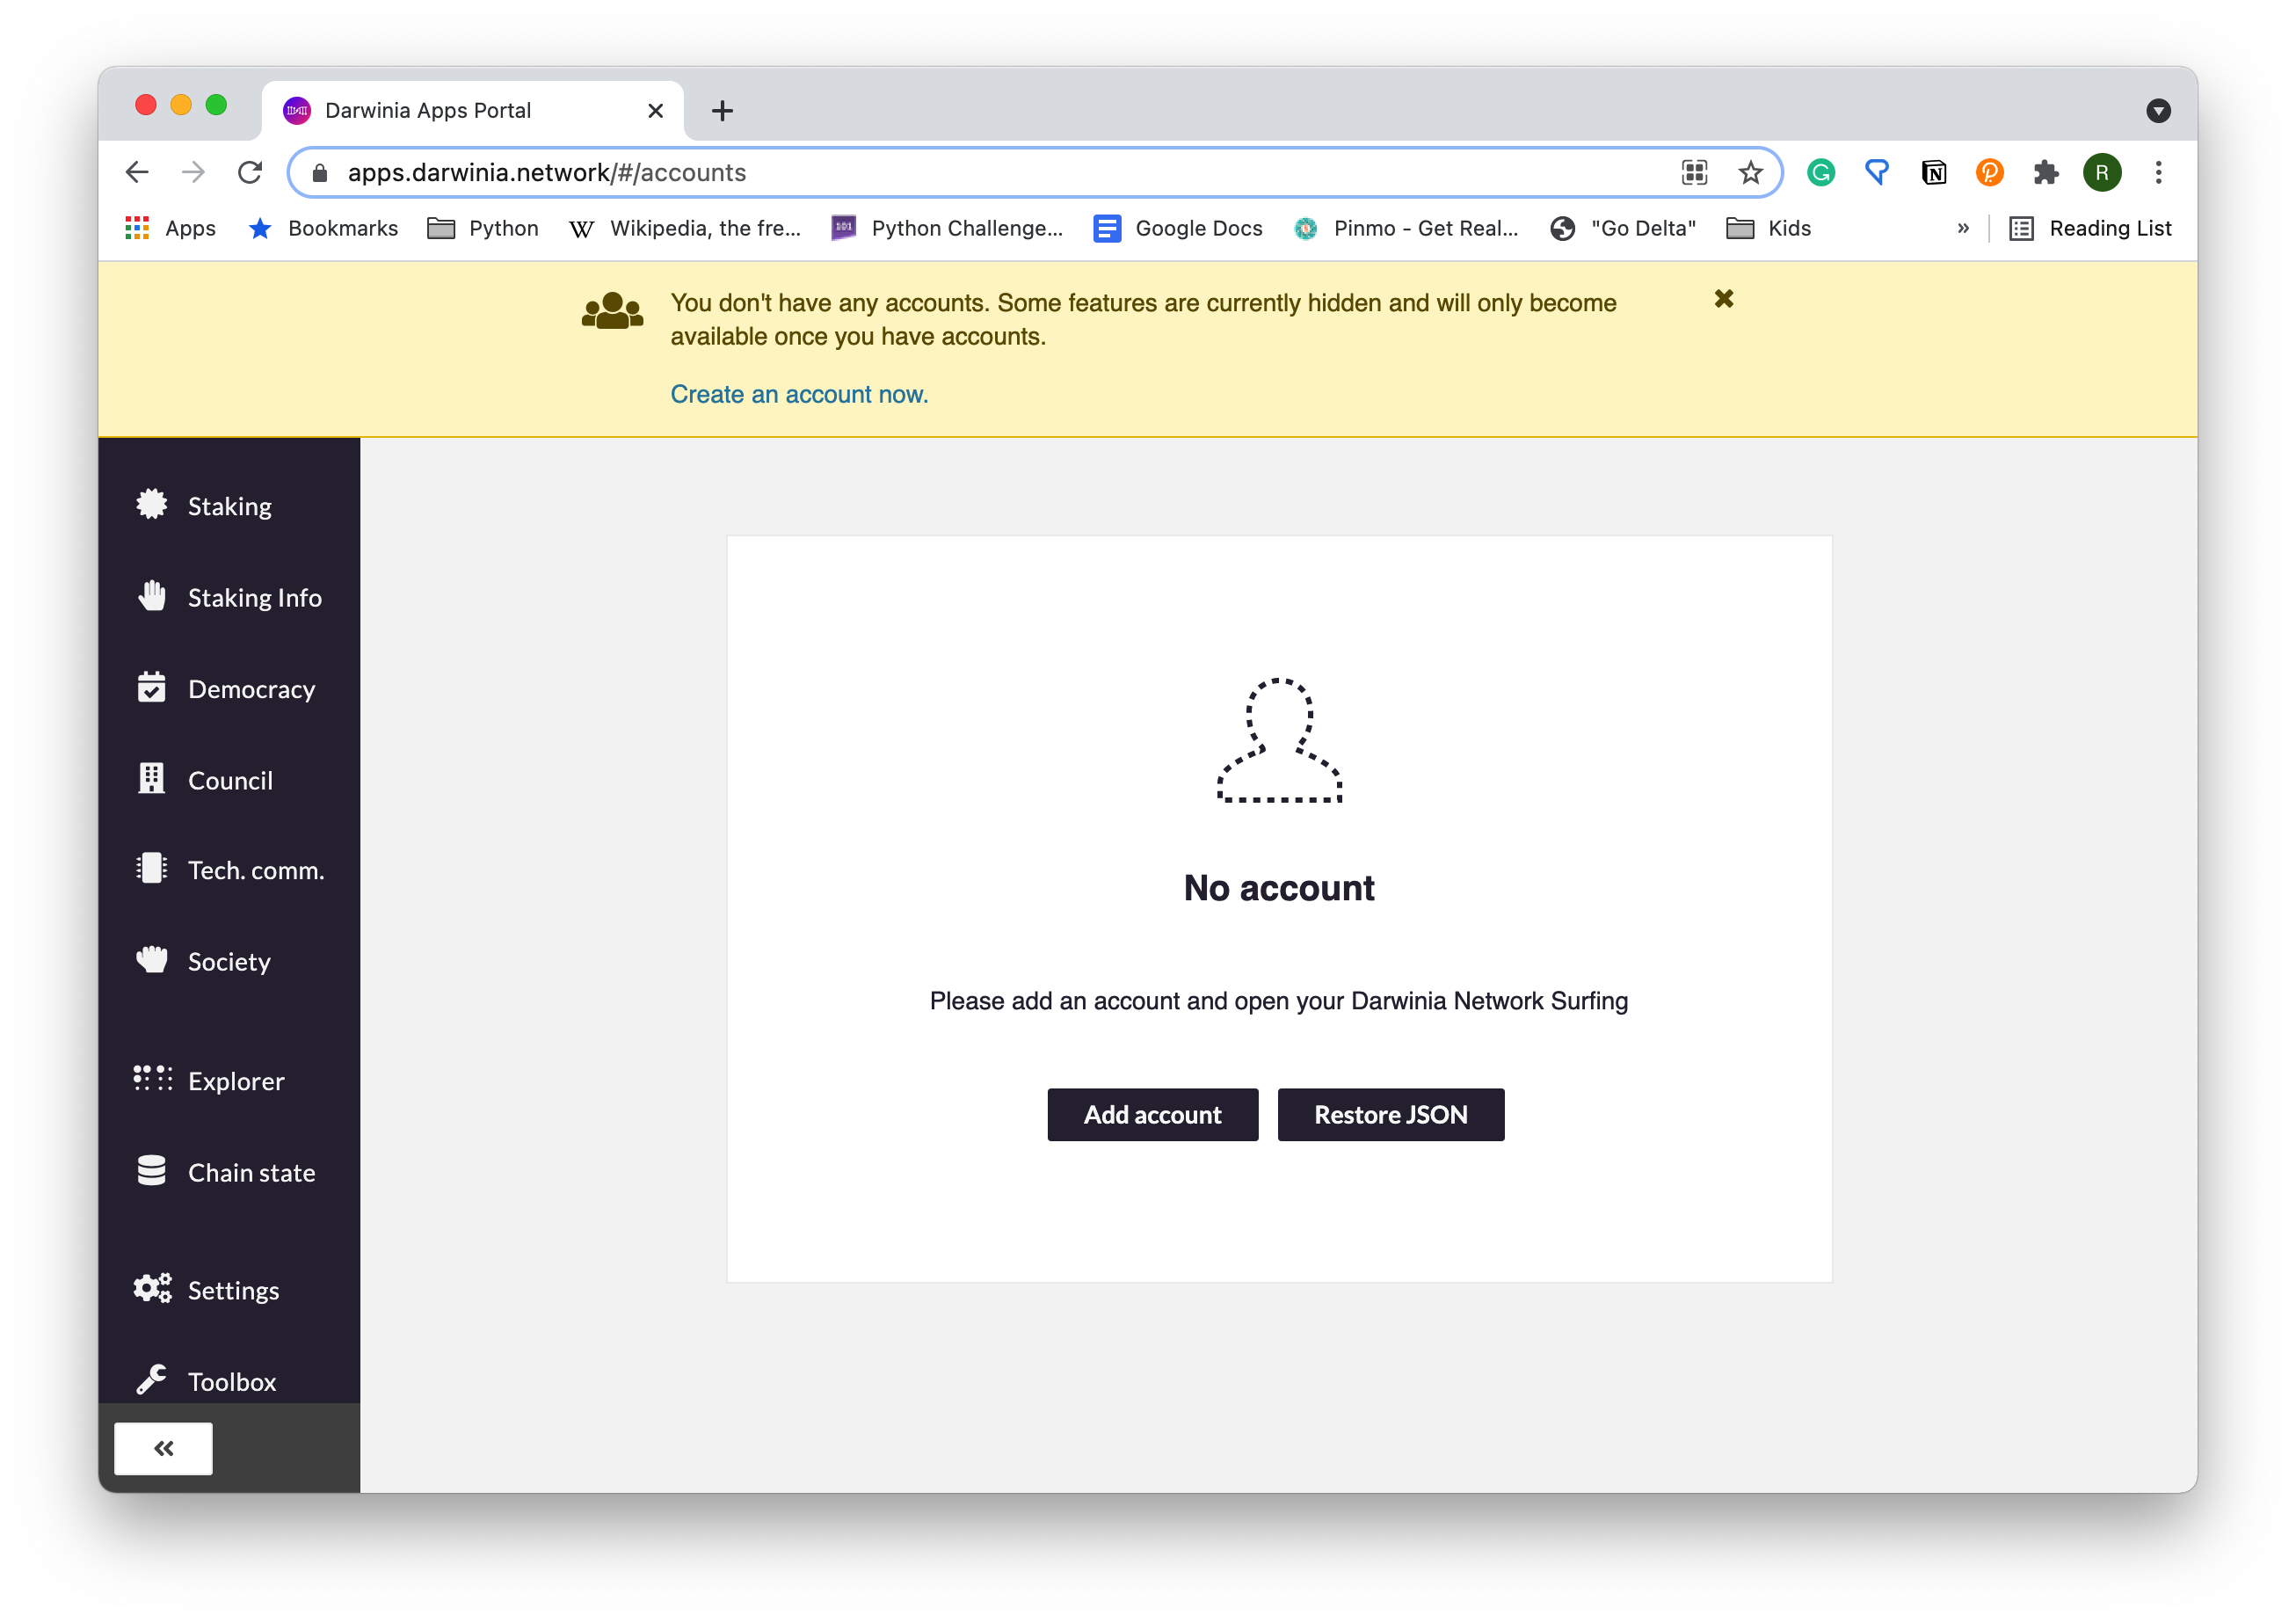 Darwinia Apps Portal
apps.darwinia.network/#/accounts
G
N
R
Apps
Bookmarks
Python
W Wikipedia, the fre...
101 Python Challenge...
Google Docs
Pinmo - Get Real...
"Go Delta"
Kids
»
Reading List
You don't have any accounts. Some features are currently hidden and will only become
available once you have accounts.
Create an account now.
Staking
Staking Info
Democracy
Council
Tech. comm.
Society
Explorer
Chain state
Settings
Toolbox
No account
Please add an account and open your Darwinia Network Surfing
Add account
Restore JSON